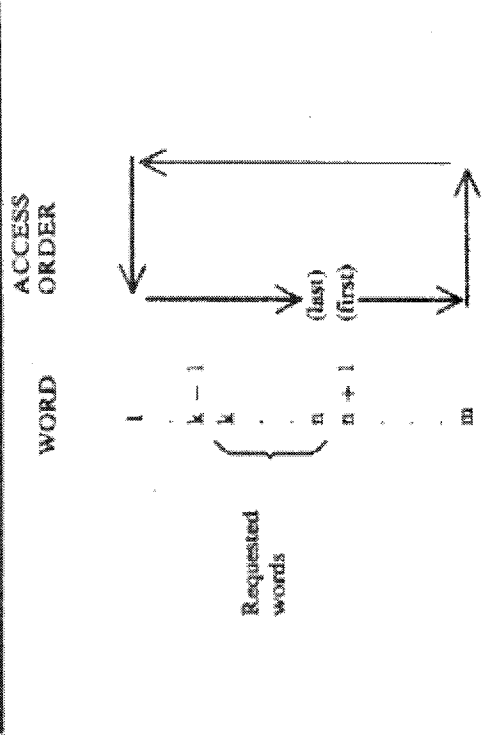 WORD
ACCESS
ORDER
1
.
k – 1
k
.
.
n
(last)
n + 1
(first)
.
.
.
m
Requested
words